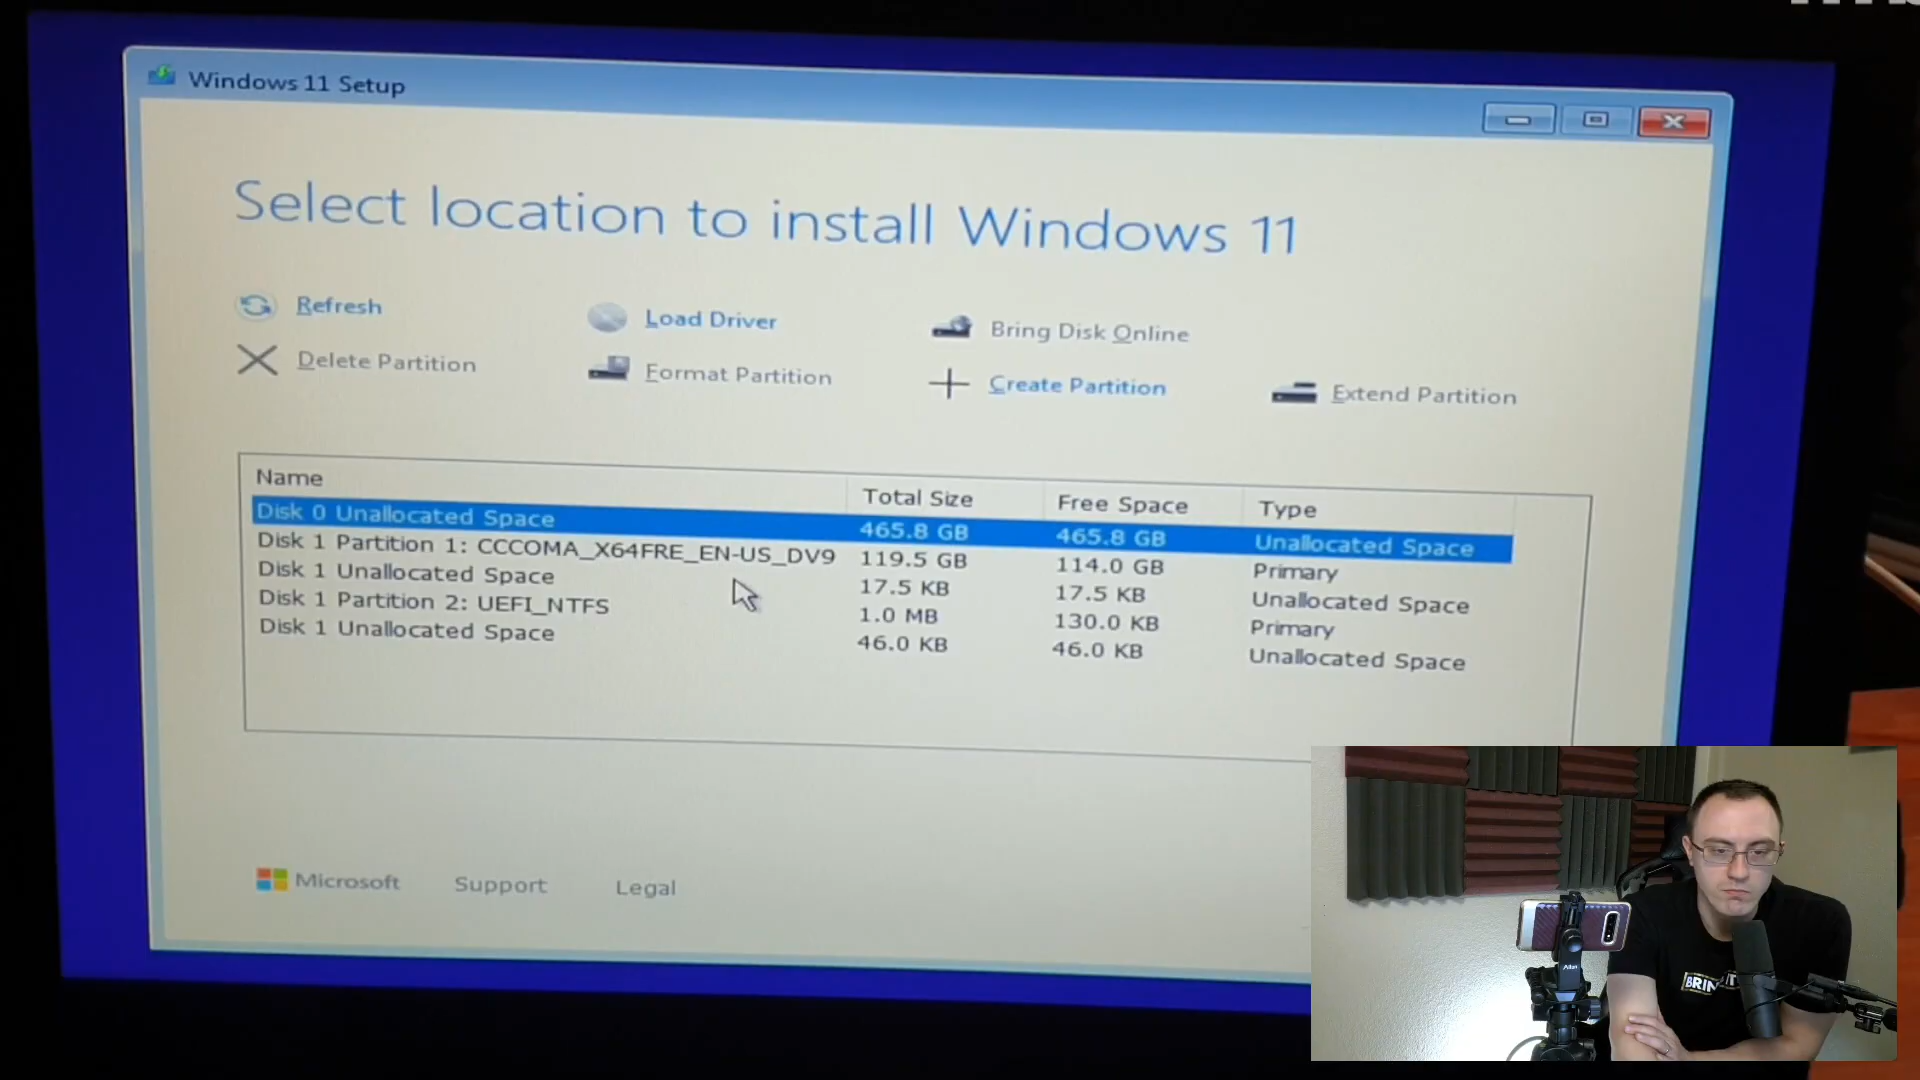 Windows 11 Setup
Select location to install Windows 11
Refresh
Load Driver
Bring Disk Online
Delete Partition
Format Partition
Create Partition
Extend Partition
Name Total Size Free Space Type
Disk 0 Unallocated Space 465.8 GB 465.8 GB Unallocated Space
Disk 1 Partition 1: CCCOMA_X64FRE_EN-US_DV9 119.5 GB 114.0 GB Primary
Disk 1 Unallocated Space 17.5 KB 17.5 KB Unallocated Space
Disk 1 Partition 2: UEFI_NTFS 1.0 MB 130.0 KB Primary
Disk 1 Unallocated Space 46.0 KB 46.0 KB Unallocated Space
Microsoft Support Legal